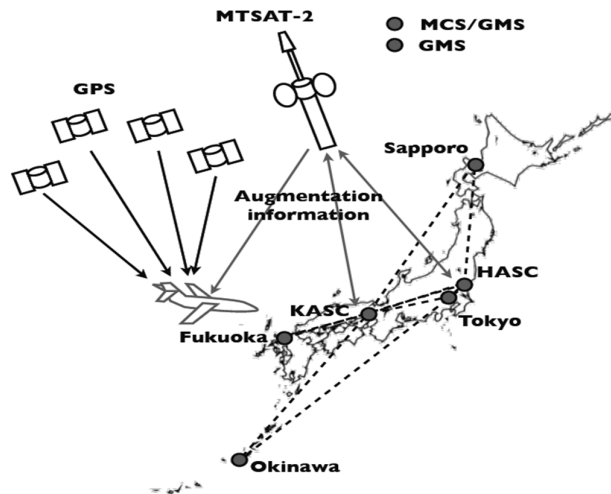 MTSAT-2
MCS/GMS
GMS
GPS
Sapporo
Augmentation
information
HASC
KASC
Tokyo
Fukuoka
Okinawa